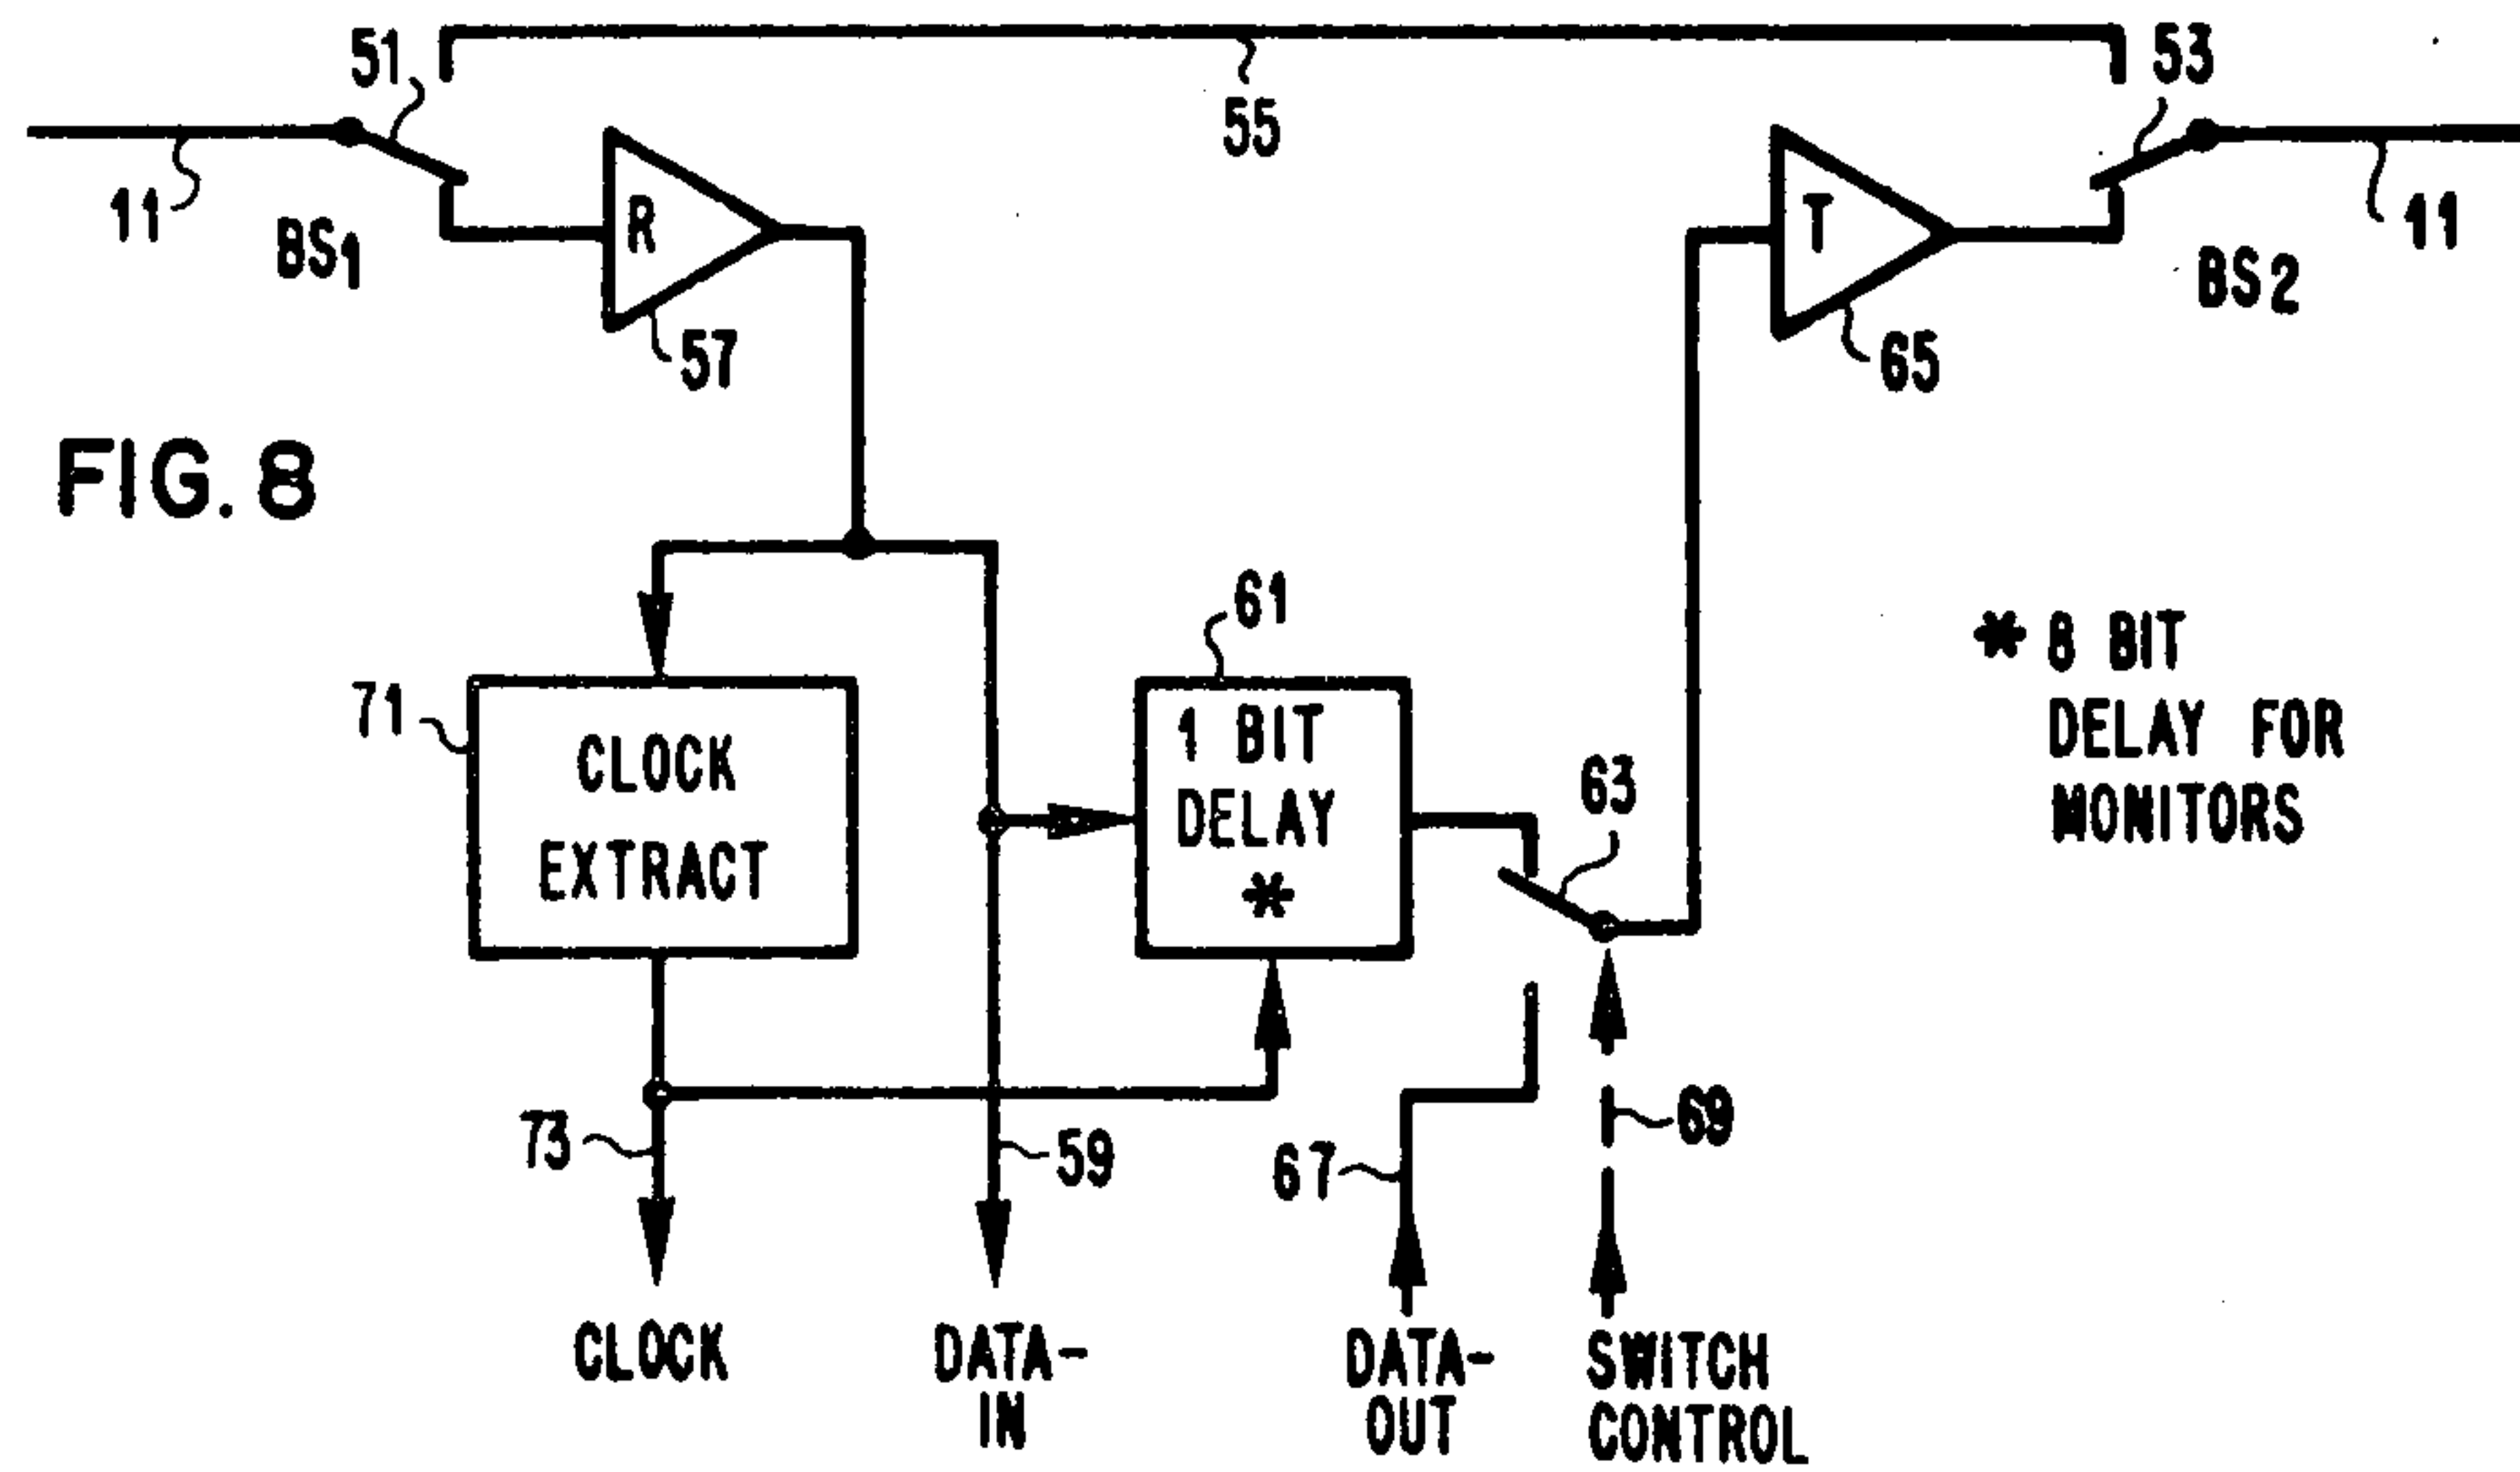 51
53
55
11
BS1
R
57
T
65
BS2
11
FIG. 8
61
71
CLOCK
EXTRACT
1 BIT
DELAY
*
63
* 8 BIT
DELAY FOR
MONITORS
73
59
67
69
CLOCK
DATA-
IN
DATA-
OUT
SWITCH
CONTROL